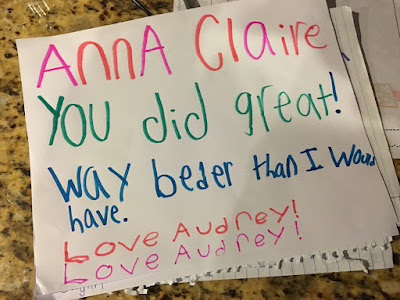 AnnA Claire
You did great!
Way beder than I Would
have.
Love Audrey!
Love Audrey!